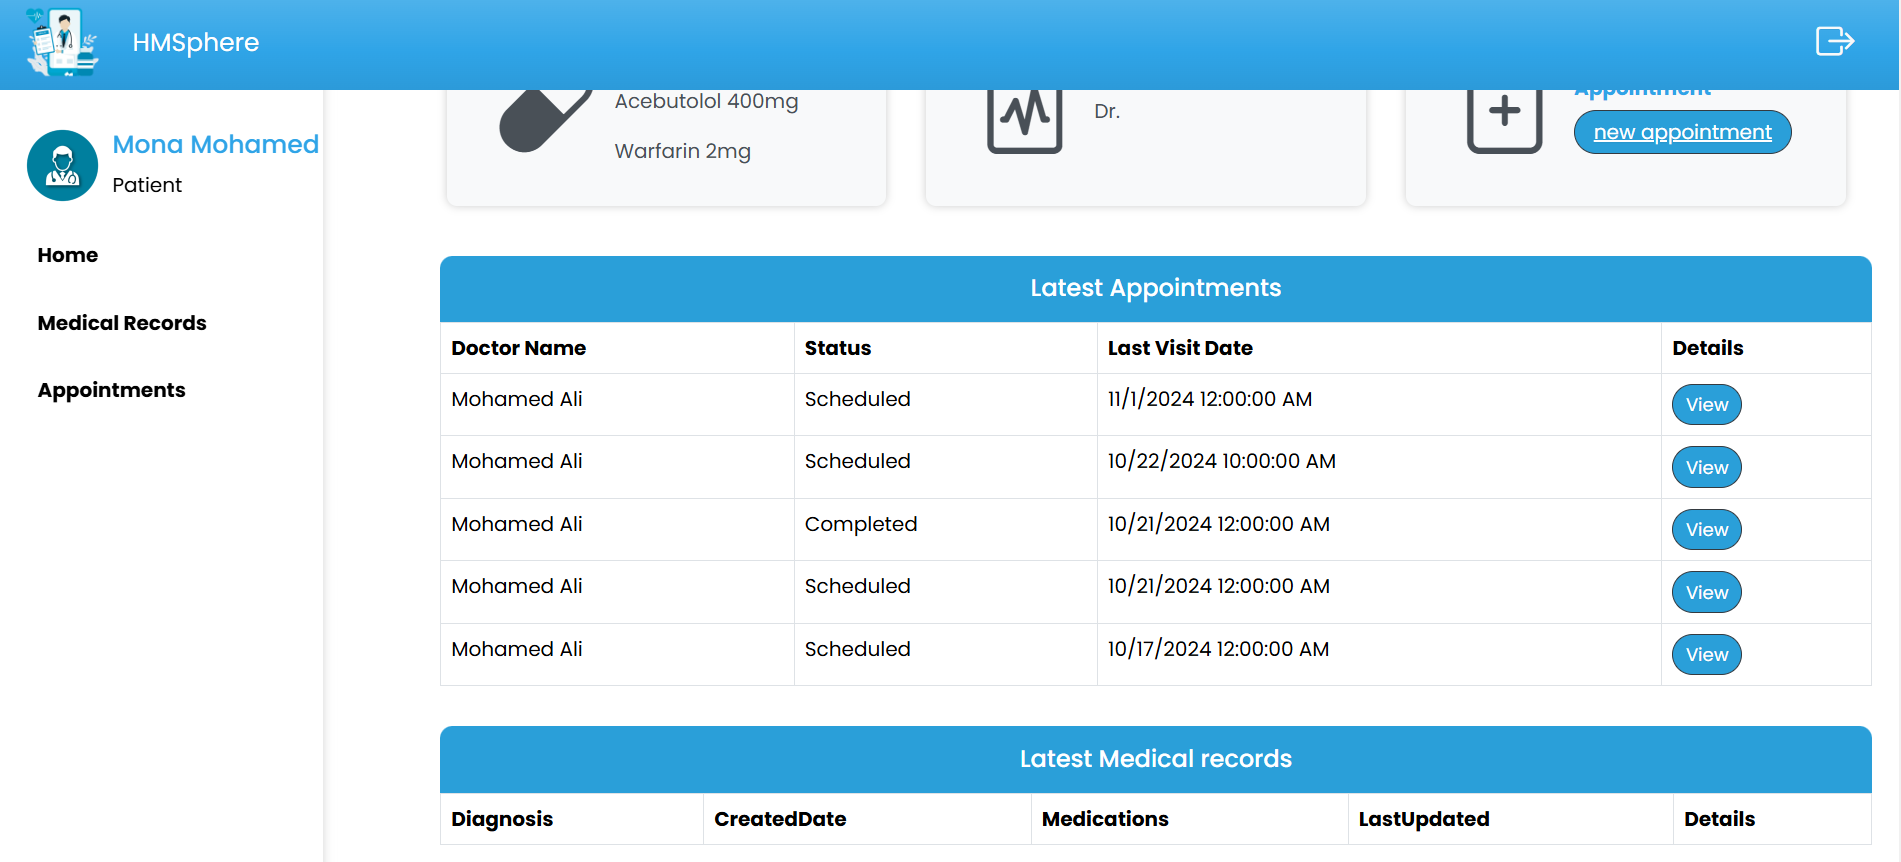 HMSphere
Mona Mohamed
Patient
Home
Medical Records
Appointments
Acebutolol 400mg
Warfarin 2mg
Dr.
Appointment
new appointment
Latest Appointments
Doctor Name Status Last Visit Date Details
Mohamed Ali Scheduled 11/1/2024 12:00:00 AM View
Mohamed Ali Scheduled 10/22/2024 10:00:00 AM View
Mohamed Ali Completed 10/21/2024 12:00:00 AM View
Mohamed Ali Scheduled 10/21/2024 12:00:00 AM View
Mohamed Ali Scheduled 10/17/2024 12:00:00 AM View
Latest Medical records
Diagnosis CreatedDate Medications LastUpdated Details